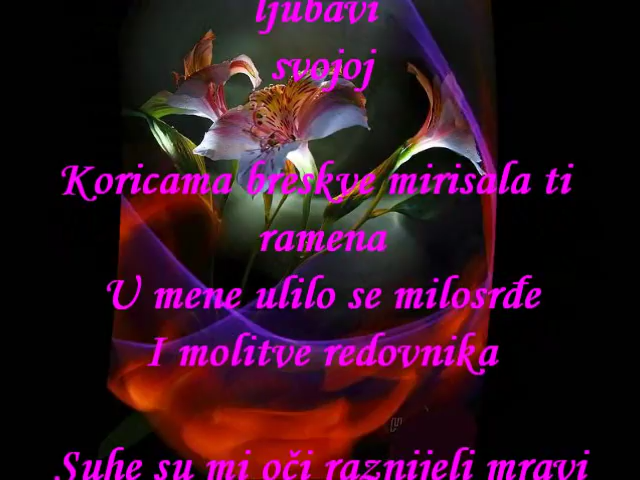 ljubavi
svojoj
Koricama breskve mirisala ti
ramena
U mene ulilo se milosrđe
I molitve redovnika
Suhe su mi oči raznijeli mravi